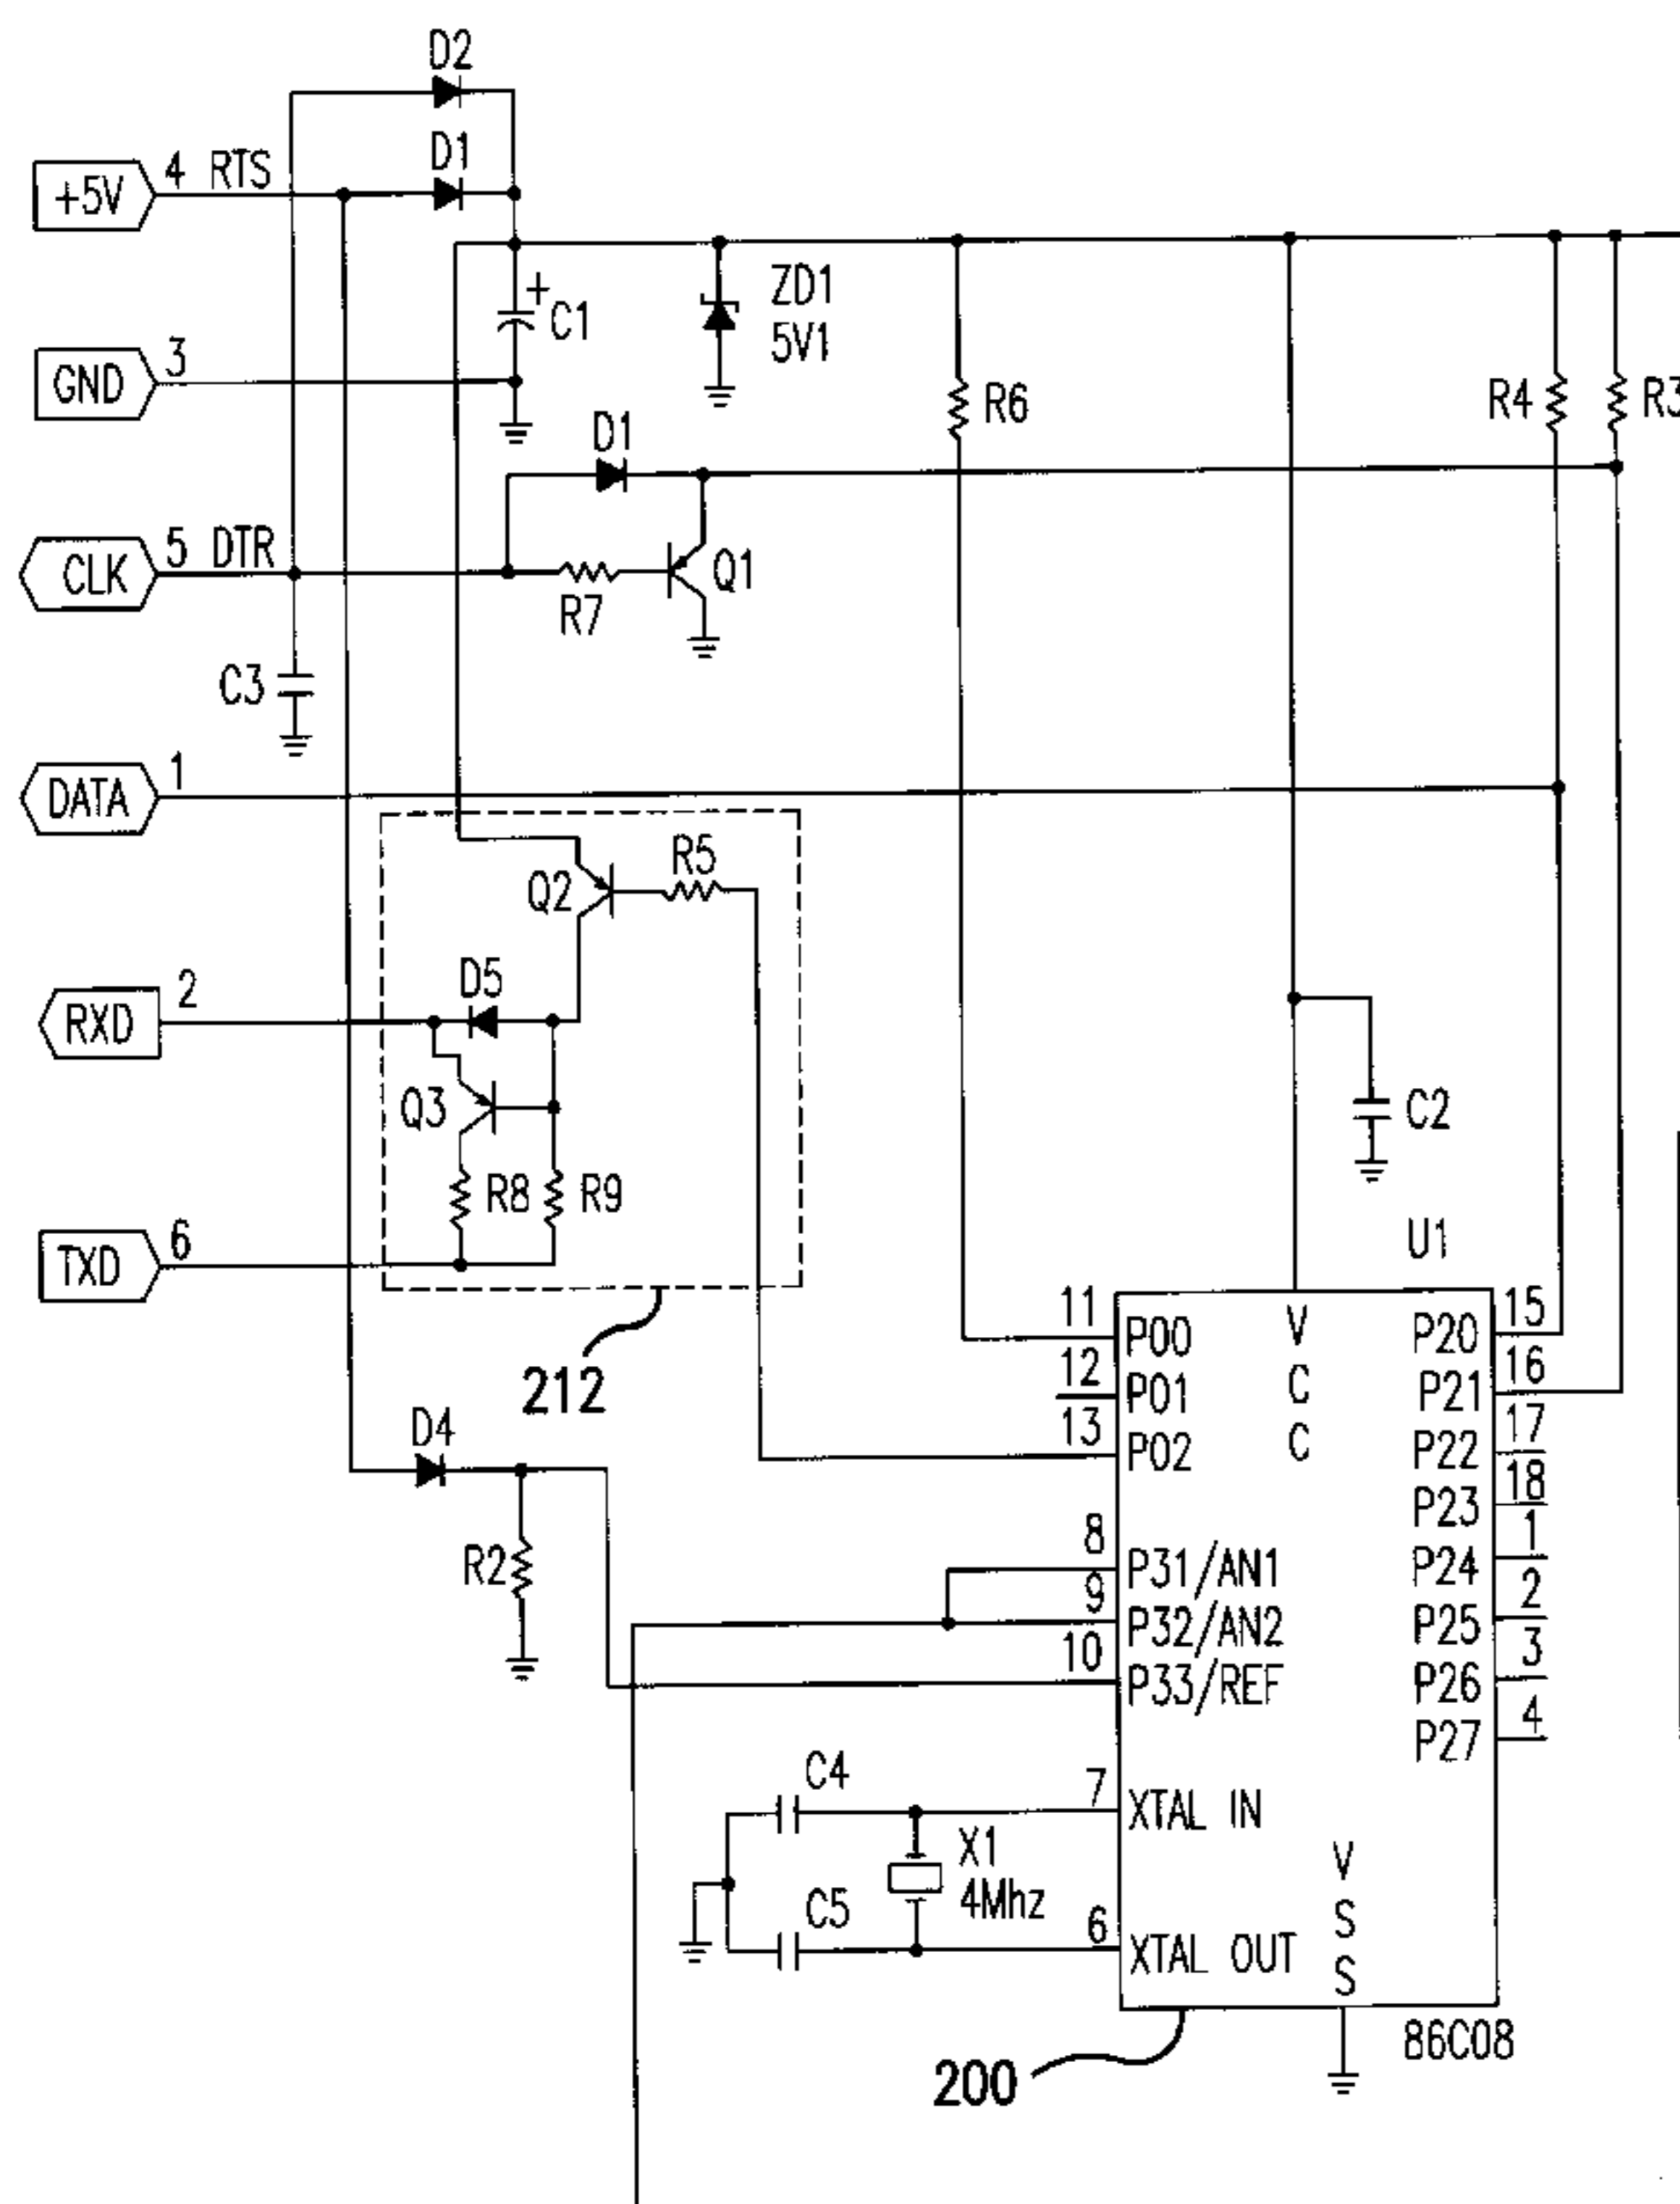 D2
D1
+5V
4 RTS
+
C1
ZD1
5V1
GND
3
R6
R4
R3
D1
CLK
5 DTR
R7
Q1
C3
DATA
1
Q2
R5
RXD
2
D5
Q3
R8
R9
C2
TXD
6
212
U1
11
P00
12
P01
13
P02
8
P31/AN1
9
P32/AN2
10
P33/REF
7
XTAL IN
6
XTAL OUT
VCC
VSS
15
P20
16
P21
17
P22
18
P23
1
P24
2
P25
3
P26
4
P27
D4
R2
C4
C5
X1
4Mhz
200
86C08